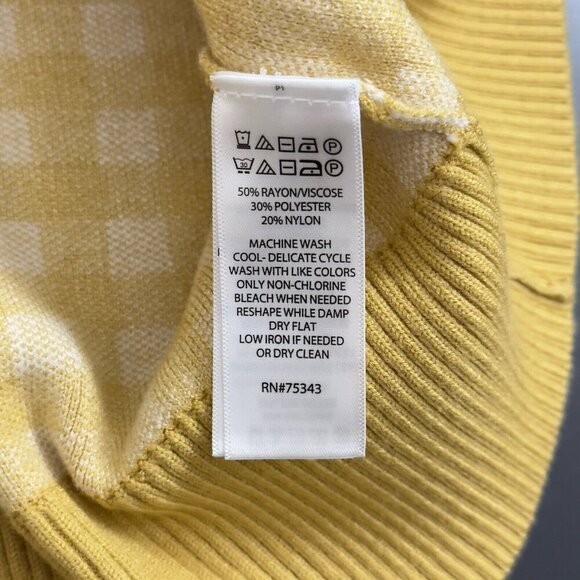 30
50% RAYON/VISCOSE
30% POLYESTER
20% NYLON
MACHINE WASH
COOL- DELICATE CYCLE
WASH WITH LIKE COLORS
ONLY NON-CHLORINE
BLEACH WHEN NEEDED
RESHAPE WHILE DAMP
DRY FLAT
LOW IRON IF NEEDED
OR DRY CLEAN
RN#75343